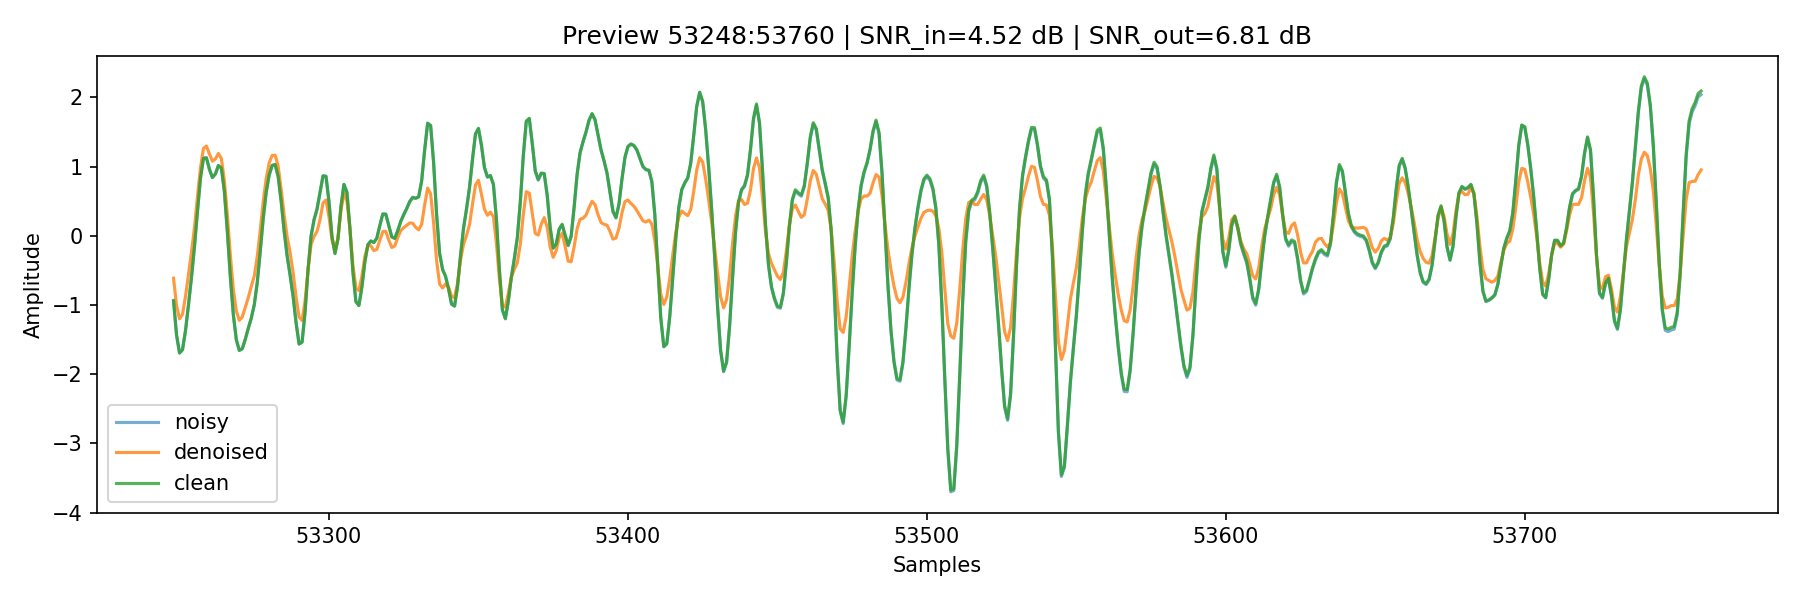 Preview 53248:53760 | SNR_in=4.52 dB | SNR_out=6.81 dB
Amplitude
2
1
0
−1
−2
−3
−4
noisy
denoised
clean
53300 53400 53500 53600 53700
Samples